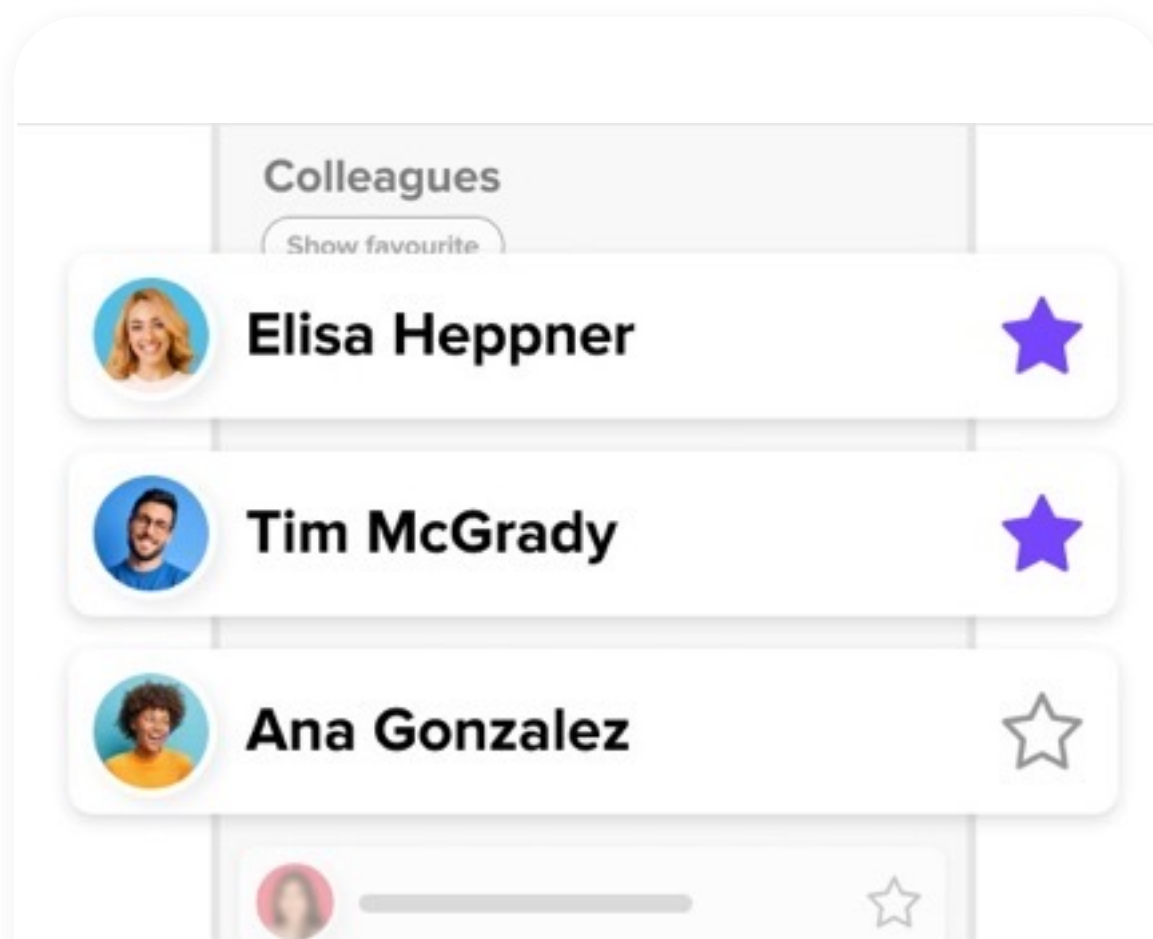 Colleagues
Show favourite
Elisa Heppner
Tim McGrady
Ana Gonzalez